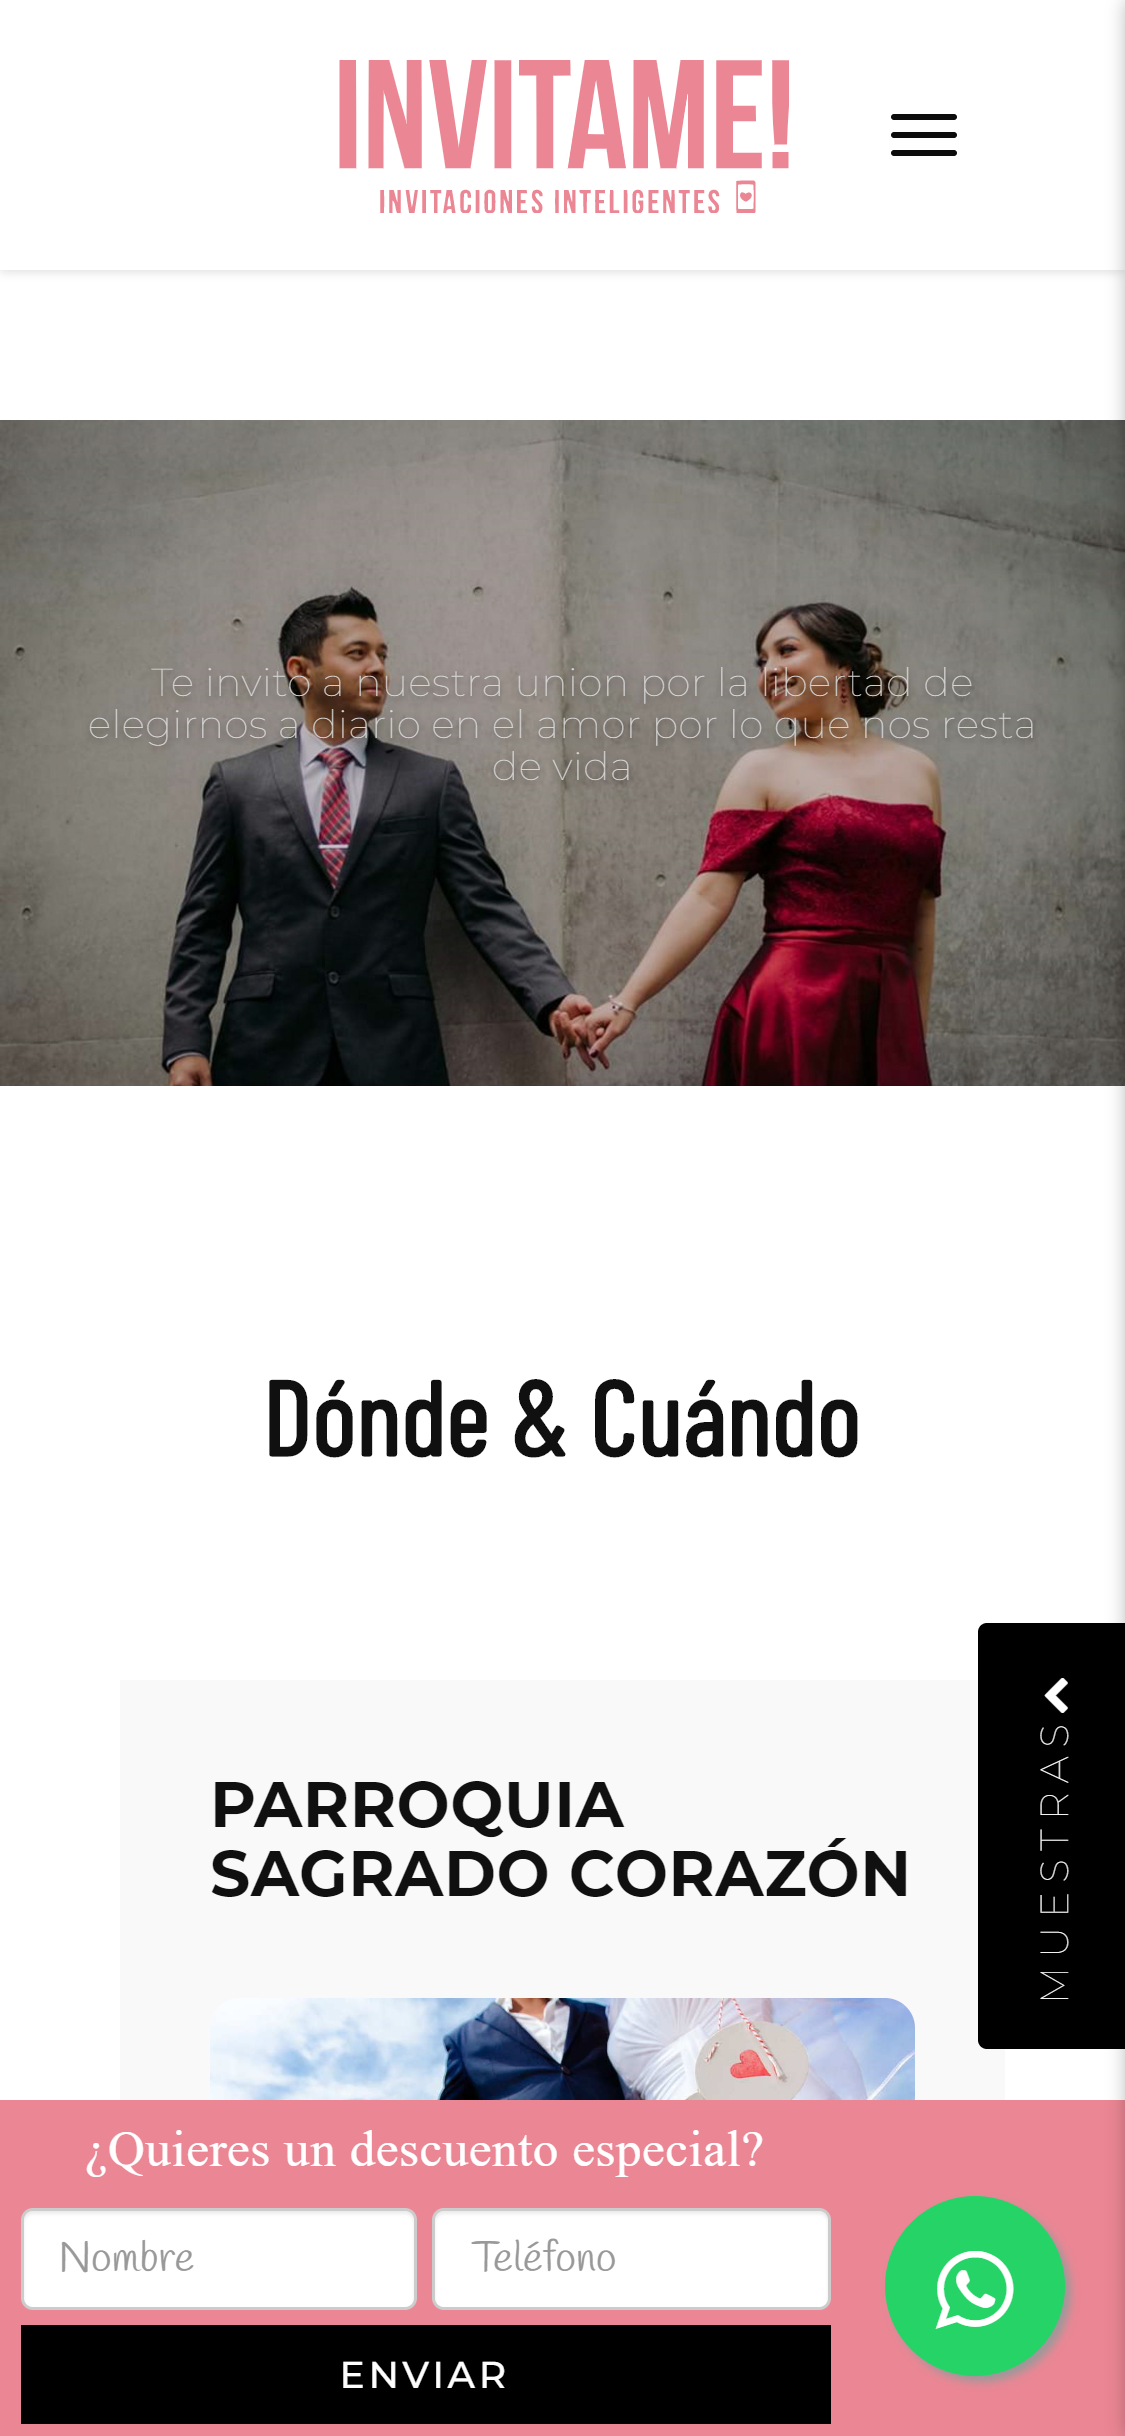 INVITAME!
INVITACIONES INTELIGENTES
Te invito a nuestra union por la libertad de
elegirnos a diario en el amor por lo que nos resta
de vida
Dónde & Cuándo
MUESTRAS
PARROQUIA
SAGRADO CORAZÓN
¿Quieres un descuento especial?
Nombre
Teléfono
ENVIAR